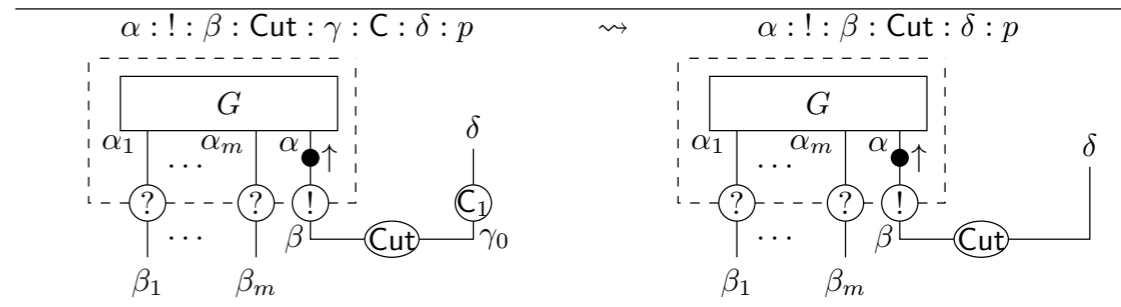 α : ! : β : Cut : γ : C : δ : p ⇝ α : ! : β : Cut : δ : p
G G
α₁ … αₘ α ↑ δ α₁ … αₘ α ↑ δ
? ? ! C₁ ? ? !
… β Cut γ₀ … β Cut
β₁ βₘ β₁ βₘ